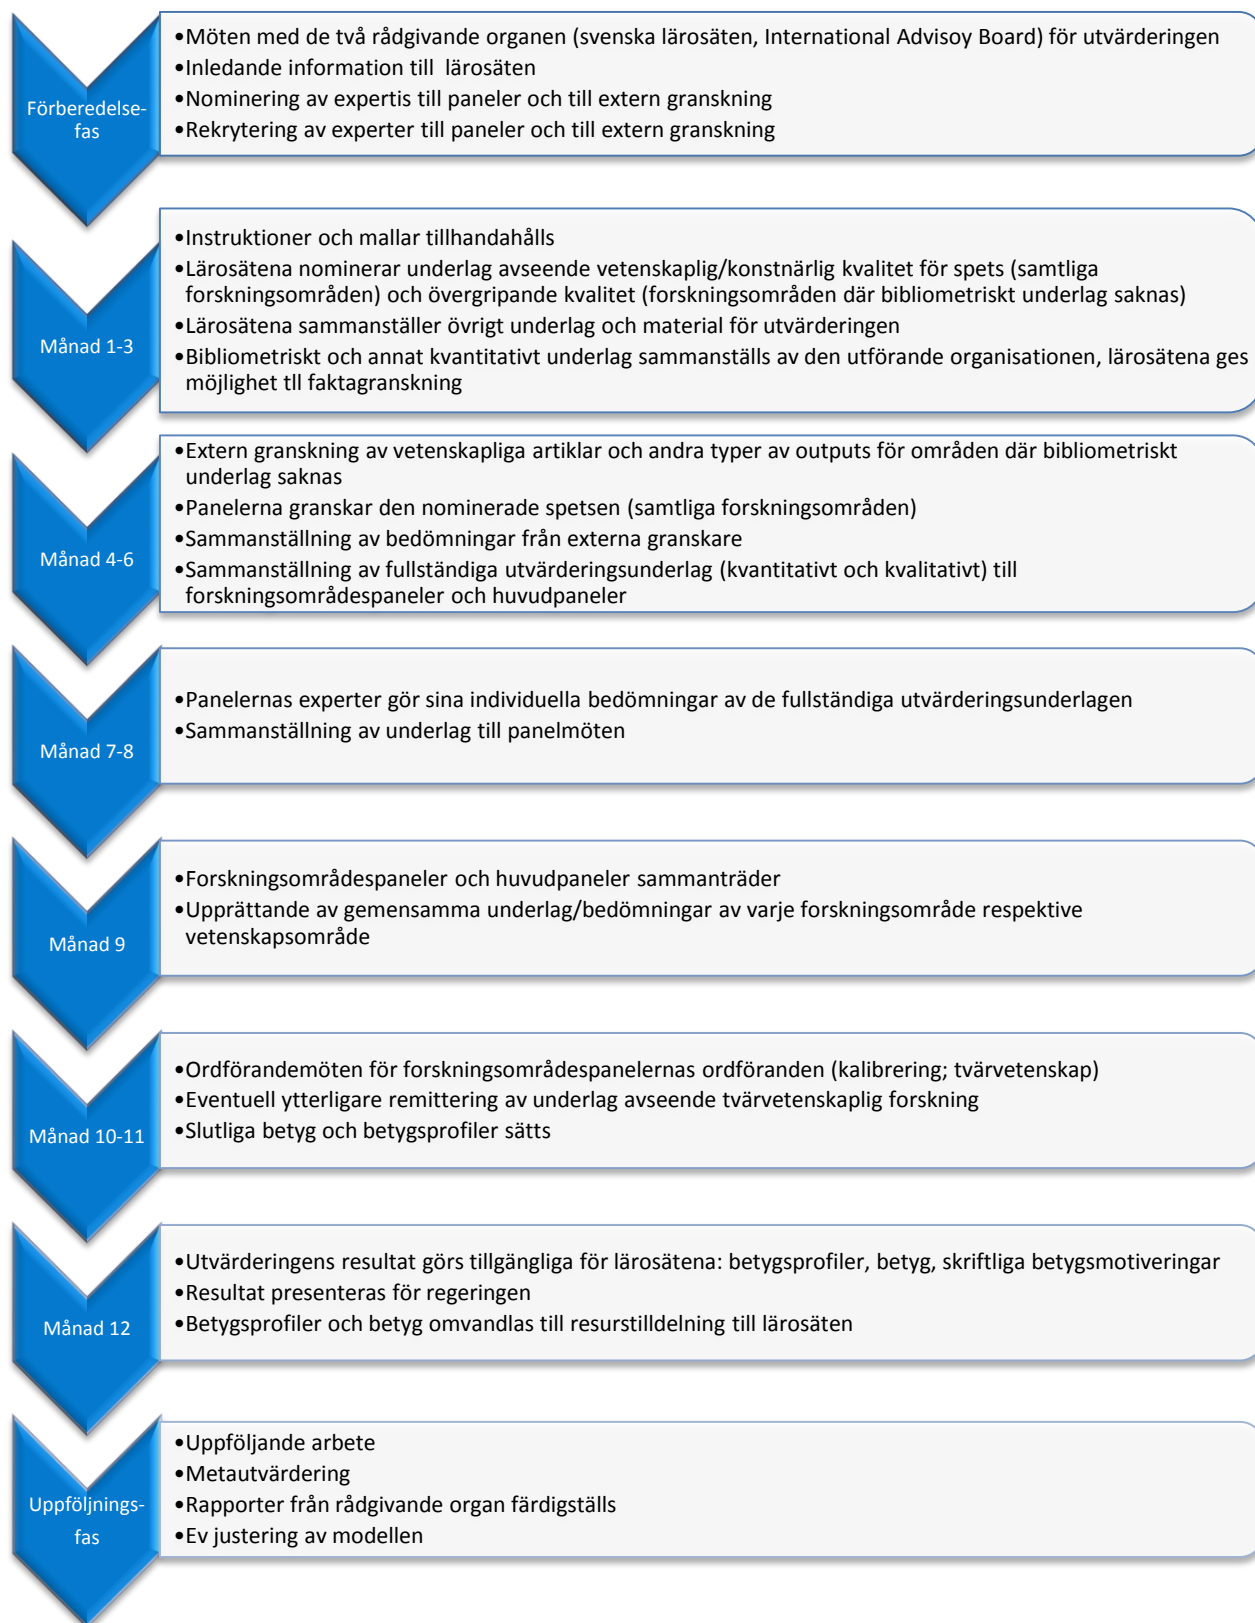 Förberedelse-
fas
•Möten med de två rådgivande organen (svenska lärosäten, International Advisoy Board) för utvärderingen
•Inledande information till  lärosäten
•Nominering av expertis till paneler och till extern granskning
•Rekrytering av experter till paneler och till extern granskning
Månad 1-3
•Instruktioner och mallar tillhandahålls
•Lärosätena nominerar underlag avseende vetenskaplig/konstnärlig kvalitet för spets (samtliga
forskningsområden) och övergripande kvalitet (forskningsområden där bibliometriskt underlag saknas)
•Lärosätena sammanställer övrigt underlag och material för utvärderingen
•Bibliometriskt och annat kvantitativt underlag sammanställs av den utförande organisationen, lärosätena ges
möjlighet tll faktagranskning
Månad 4-6
•Extern granskning av vetenskapliga artiklar och andra typer av outputs för områden där bibliometriskt
underlag saknas
•Panelerna granskar den nominerade spetsen (samtliga forskningsområden)
•Sammanställning av bedömningar från externa granskare
•Sammanställning av fullständiga utvärderingsunderlag (kvantitativt och kvalitativt) till
forskningsområdespaneler och huvudpaneler
Månad 7-8
•Panelernas experter gör sina individuella bedömningar av de fullständiga utvärderingsunderlagen
•Sammanställning av underlag till panelmöten
Månad 9
•Forskningsområdespaneler och huvudpaneler sammanträder
•Upprättande av gemensamma underlag/bedömningar av varje forskningsområde respektive
vetenskapsområde
Månad 10-11
•Ordförandemöten för forskningsområdespanelernas ordföranden (kalibrering; tvärvetenskap)
•Eventuell ytterligare remittering av underlag avseende tvärvetenskaplig forskning
•Slutliga betyg och betygsprofiler sätts
Månad 12
•Utvärderingens resultat görs tillgängliga för lärosätena: betygsprofiler, betyg, skriftliga betygsmotiveringar
•Resultat presenteras för regeringen
•Betygsprofiler och betyg omvandlas till resurstilldelning till lärosäten
Uppföljnings-
fas
•Uppföljande arbete
•Metautvärdering
•Rapporter från rådgivande organ färdigställs
•Ev justering av modellen